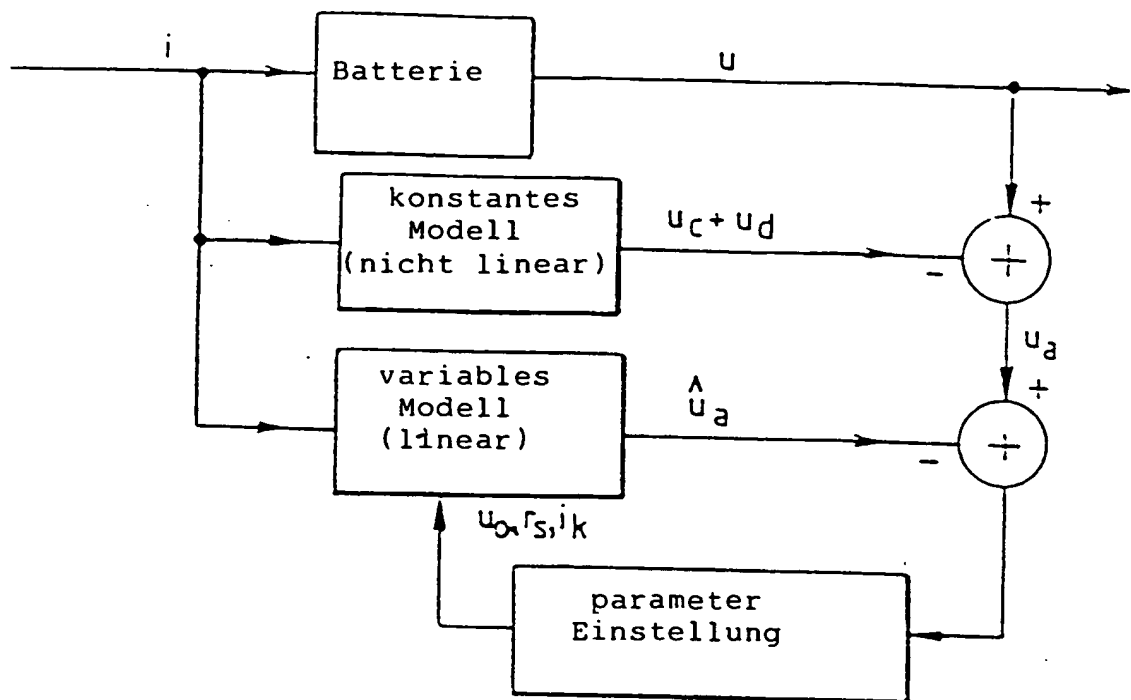 i
Batterie
u
konstantes
Modell
(nicht linear)
u_c + u_d
+
-
u_a
variables
Modell
(linear)
û_a
+
-
u_o, r_s, i_k
parameter
Einstellung